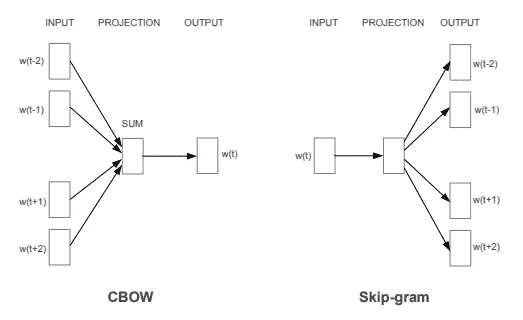 INPUT PROJECTION OUTPUT
w(t-2)
w(t-1)
SUM
w(t)
w(t+1)
w(t+2)
CBOW
INPUT PROJECTION OUTPUT
w(t-2)
w(t-1)
w(t)
w(t+1)
w(t+2)
Skip-gram